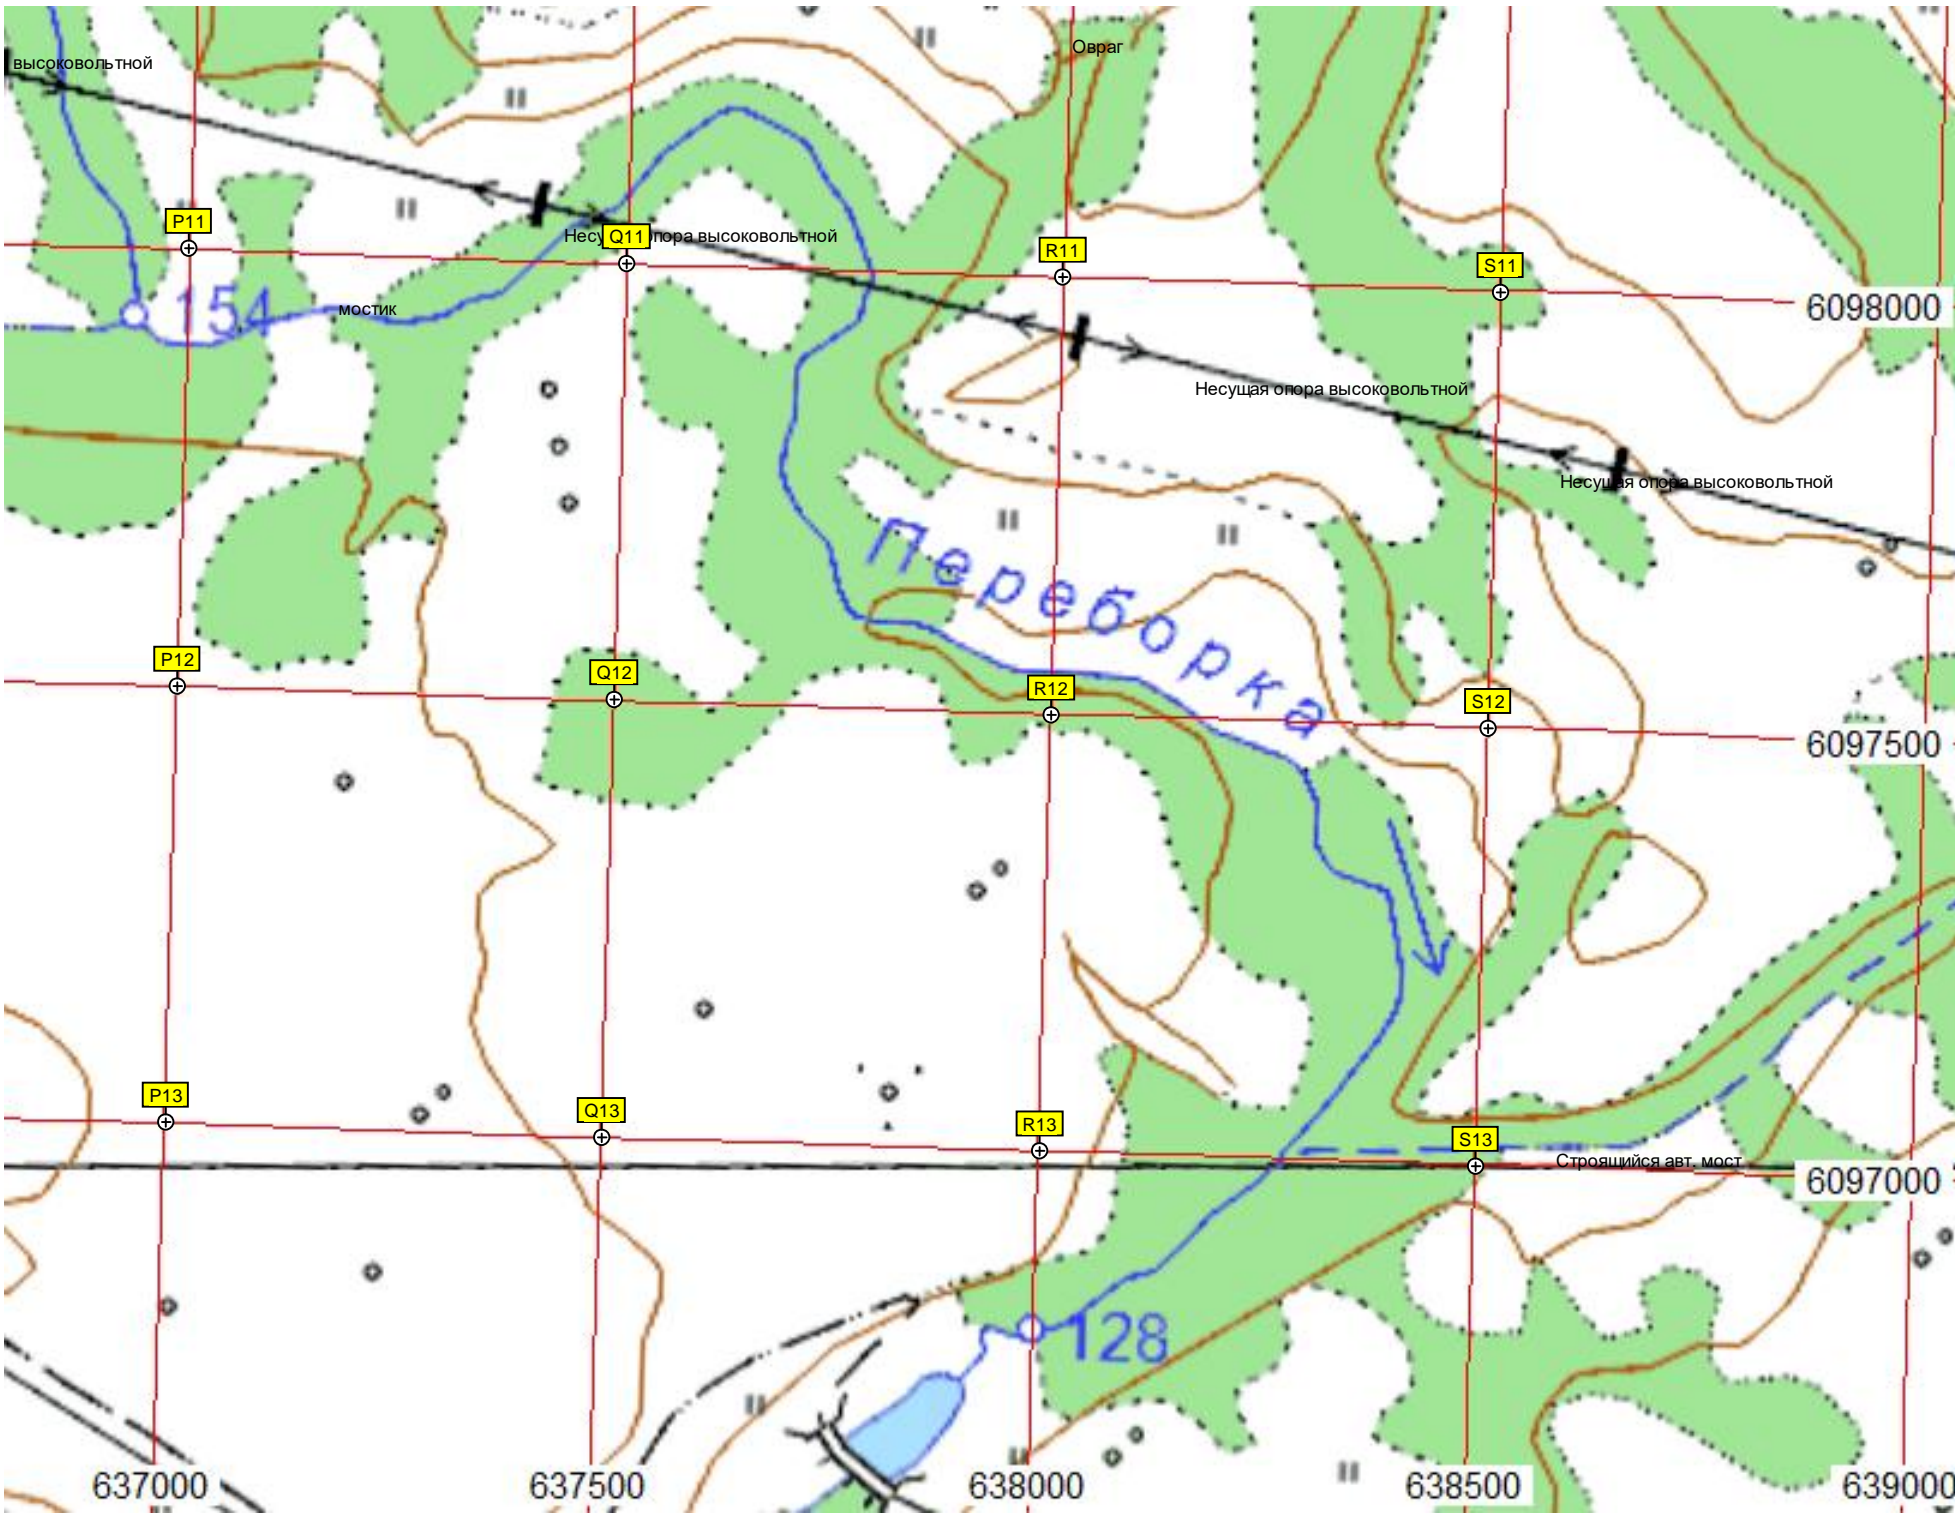 Овраг
высоковольтной
P11
Q11
Несу опора высоковольтной
R11
S11
154
мостик
6098000
Несущая опора высоковольтной
Несущая опора высоковольтной
Переборка
P12
Q12
R12
S12
6097500
P13
Q13
R13
S13
Строящийся авт. мост
6097000
128
637000
637500
638000
638500
639000